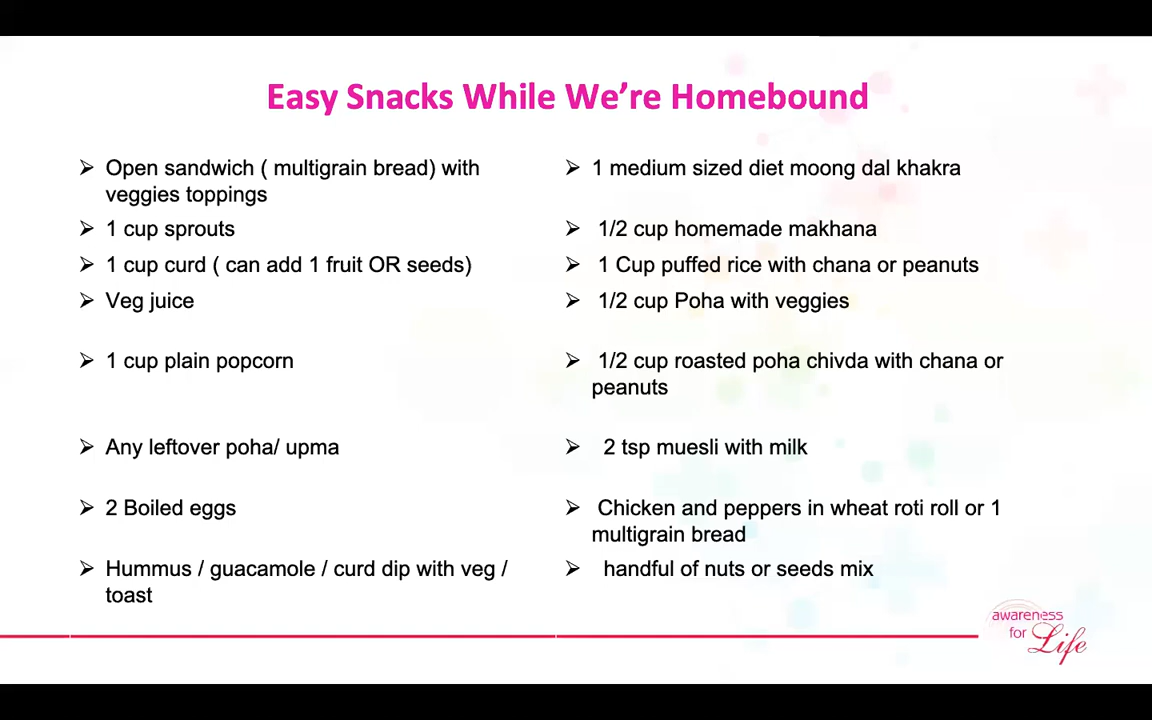 Easy Snacks While We're Homebound
➢ Open sandwich ( multigrain bread) with
veggies toppings
➢ 1 cup sprouts
➢ 1 cup curd ( can add 1 fruit OR seeds)
➢ Veg juice
➢ 1 cup plain popcorn
➢ Any leftover poha/ upma
➢ 2 Boiled eggs
➢ Hummus / guacamole / curd dip with veg /
toast
➢ 1 medium sized diet moong dal khakra
➢ 1/2 cup homemade makhana
➢ 1 Cup puffed rice with chana or peanuts
➢ 1/2 cup Poha with veggies
➢ 1/2 cup roasted poha chivda with chana or
peanuts
➢ 2 tsp muesli with milk
➢ Chicken and peppers in wheat roti roll or 1
multigrain bread
➢ handful of nuts or seeds mix
awareness
for Life